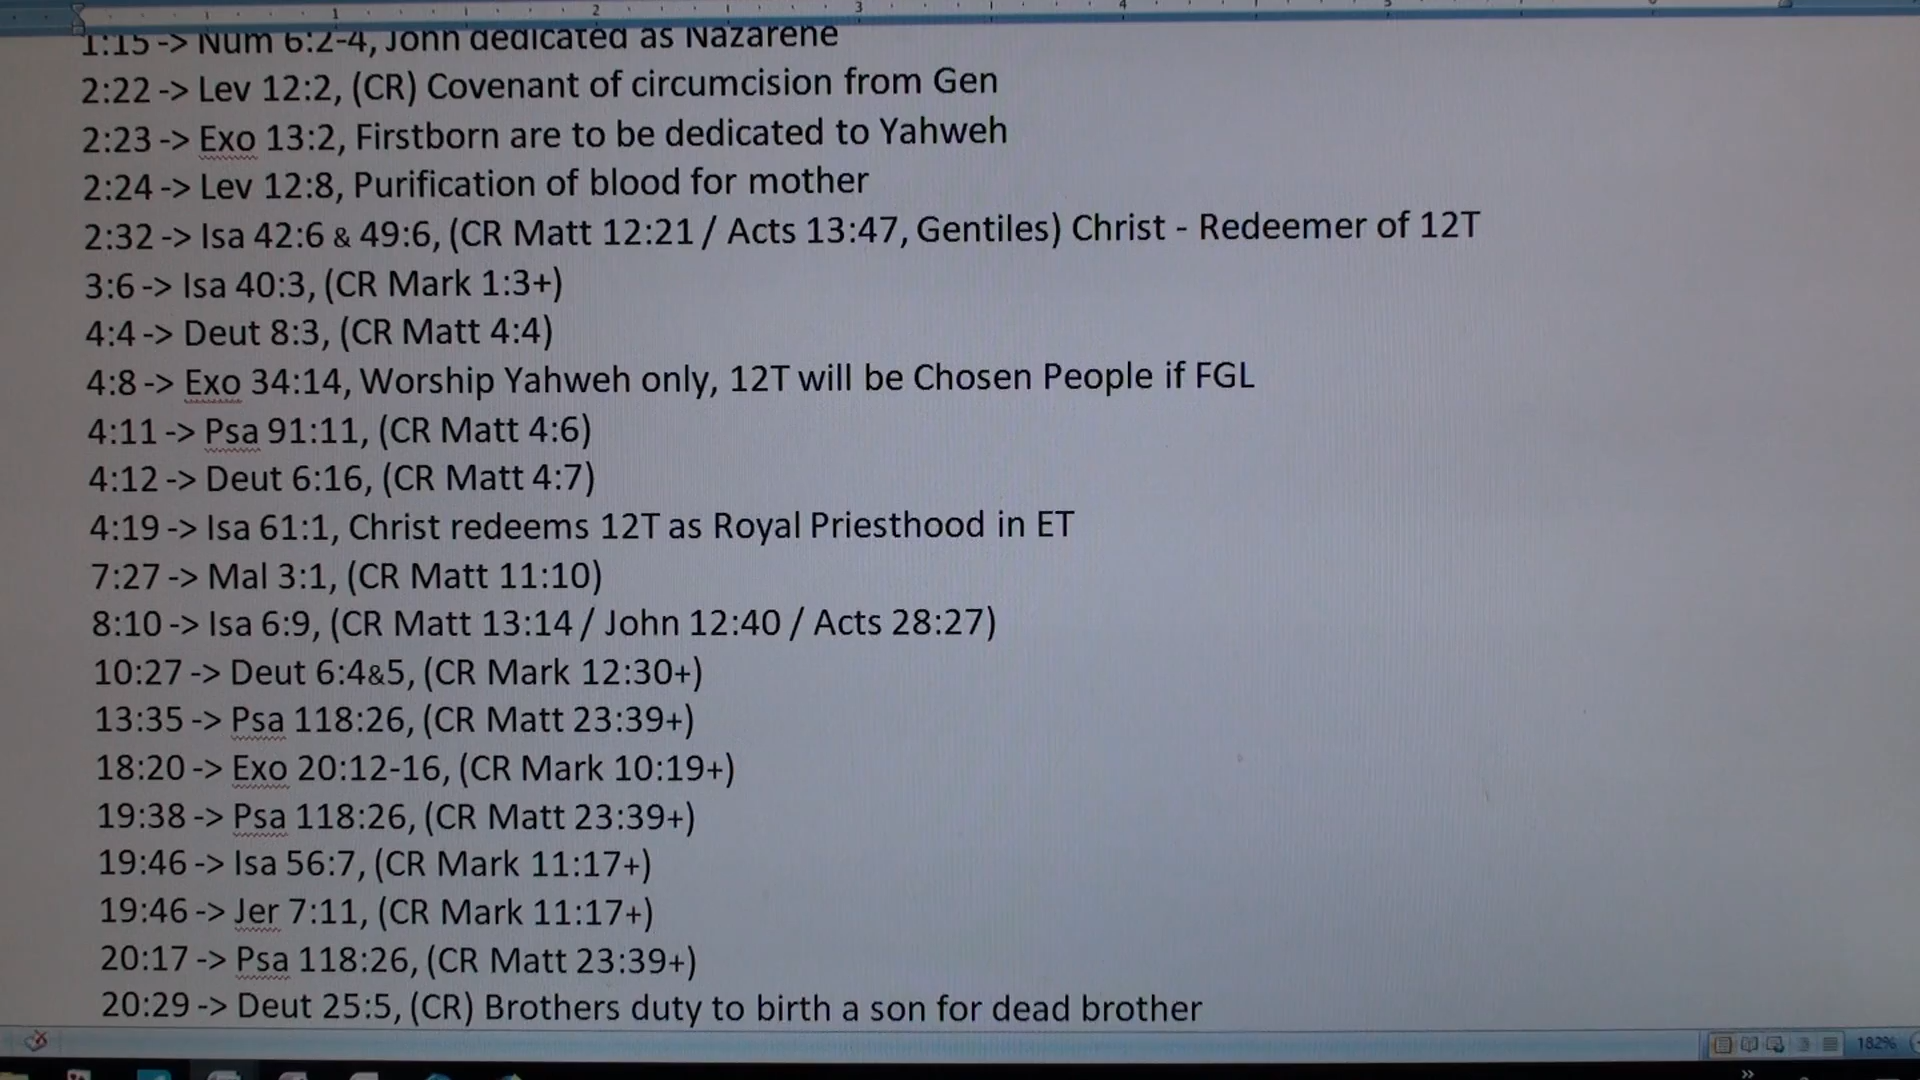 1 2 3 4 5
1:15 -> Num 6:2-4, John dedicated as Nazarene
2:22 -> Lev 12:2, (CR) Covenant of circumcision from Gen
2:23 -> Exo 13:2, Firstborn are to be dedicated to Yahweh
2:24 -> Lev 12:8, Purification of blood for mother
2:32 -> Isa 42:6 & 49:6, (CR Matt 12:21 / Acts 13:47, Gentiles) Christ - Redeemer of 12T
3:6 -> Isa 40:3, (CR Mark 1:3+)
4:4 -> Deut 8:3, (CR Matt 4:4)
4:8 -> Exo 34:14, Worship Yahweh only, 12T will be Chosen People if FGL
4:11 -> Psa 91:11, (CR Matt 4:6)
4:12 -> Deut 6:16, (CR Matt 4:7)
4:19 -> Isa 61:1, Christ redeems 12T as Royal Priesthood in ET
7:27 -> Mal 3:1, (CR Matt 11:10)
8:10 -> Isa 6:9, (CR Matt 13:14 / John 12:40 / Acts 28:27)
10:27 -> Deut 6:4&5, (CR Mark 12:30+)
13:35 -> Psa 118:26, (CR Matt 23:39+)
18:20 -> Exo 20:12-16, (CR Mark 10:19+)
19:38 -> Psa 118:26, (CR Matt 23:39+)
19:46 -> Isa 56:7, (CR Mark 11:17+)
19:46 -> Jer 7:11, (CR Mark 11:17+)
20:17 -> Psa 118:26, (CR Matt 23:39+)
20:29 -> Deut 25:5, (CR) Brothers duty to birth a son for dead brother
182%